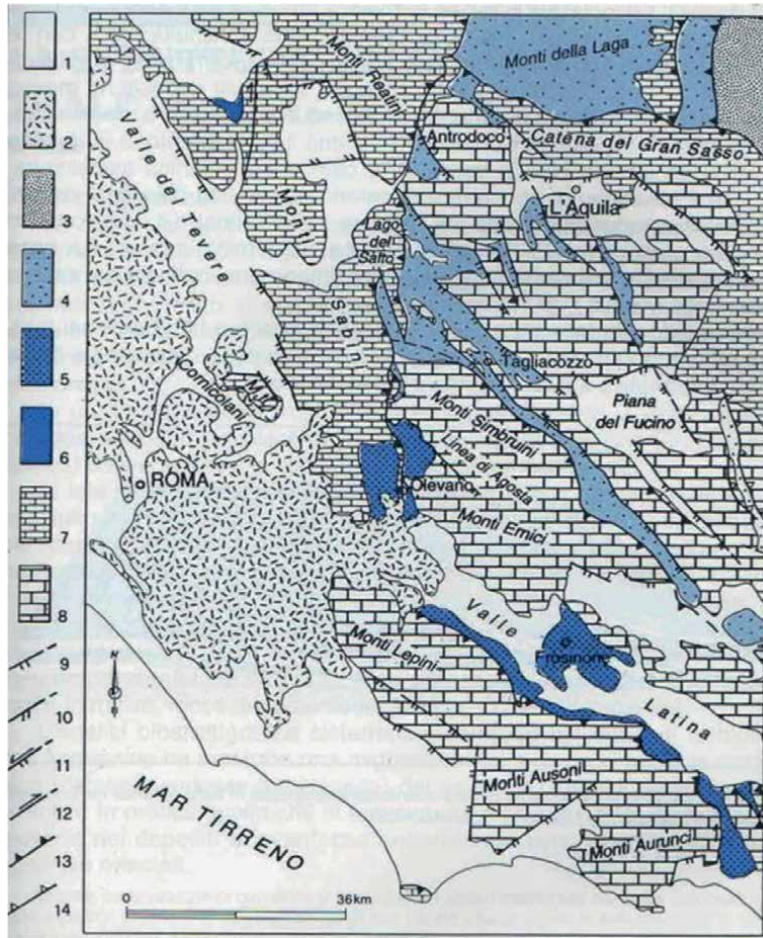 1
2
3
4
5
6
7
8
9
10
11
12
13
14
Monti Reatini
Monti della Laga
Antrodoco
Catena del Gran Sasso
Valle del Tevere
L'Aquila
Monti
Sabini
Lago
del
Salto
Tagliacozzo
Cornicolani
Piana
del Fucino
Monti Simbruini
Linea di Aposta
ROMA
Olevano
Monti Ernici
Valle
Latina
Monti Lepini
Frosinone
Monti Ausoni
Monti Aurunci
MAR TIRRENO
0
36km